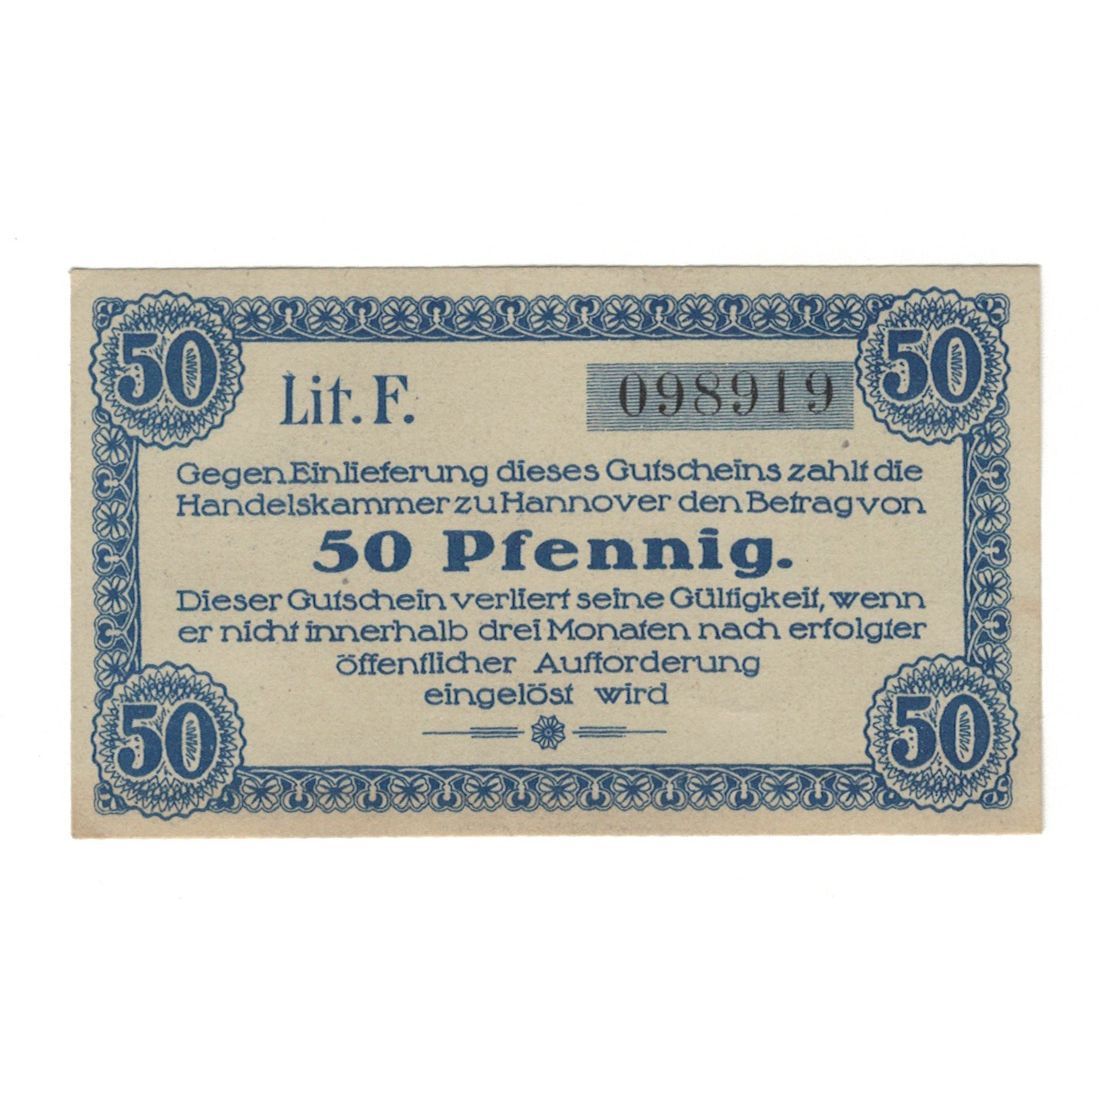 50 50
Lit. F. 098919
Gegen Einlieferung dieses Gutscheins zahlt die
Handelskammer zu Hannover den Betrag von
50 Pfennig.
Dieser Gutschein verliert seine Gültigkeit, wenn
er nicht innerhalb drei Monaten nach erfolgter
öffentlicher Aufforderung
eingelöst wird
50 50